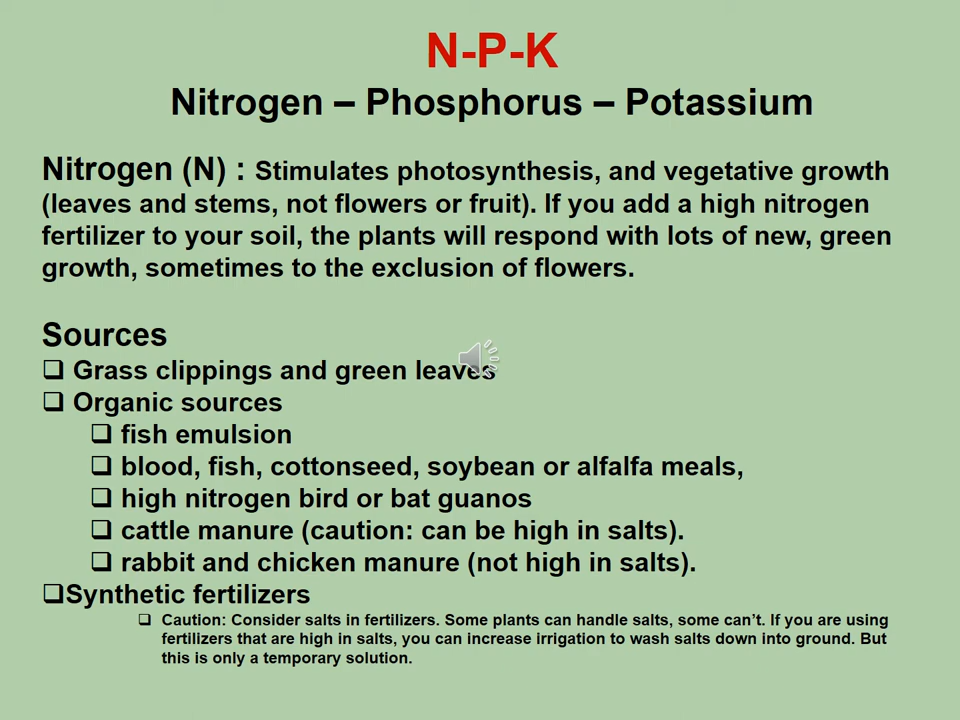 N-P-K
Nitrogen – Phosphorus – Potassium
Nitrogen (N) : Stimulates photosynthesis, and vegetative growth
(leaves and stems, not flowers or fruit). If you add a high nitrogen
fertilizer to your soil, the plants will respond with lots of new, green
growth, sometimes to the exclusion of flowers.
Sources
❑ Grass clippings and green leaves
❑ Organic sources
❑ fish emulsion
❑ blood, fish, cottonseed, soybean or alfalfa meals,
❑ high nitrogen bird or bat guanos
❑ cattle manure (caution: can be high in salts).
❑ rabbit and chicken manure (not high in salts).
❑Synthetic fertilizers
❑ Caution: Consider salts in fertilizers. Some plants can handle salts, some can’t. If you are using
fertilizers that are high in salts, you can increase irrigation to wash salts down into ground. But
this is only a temporary solution.